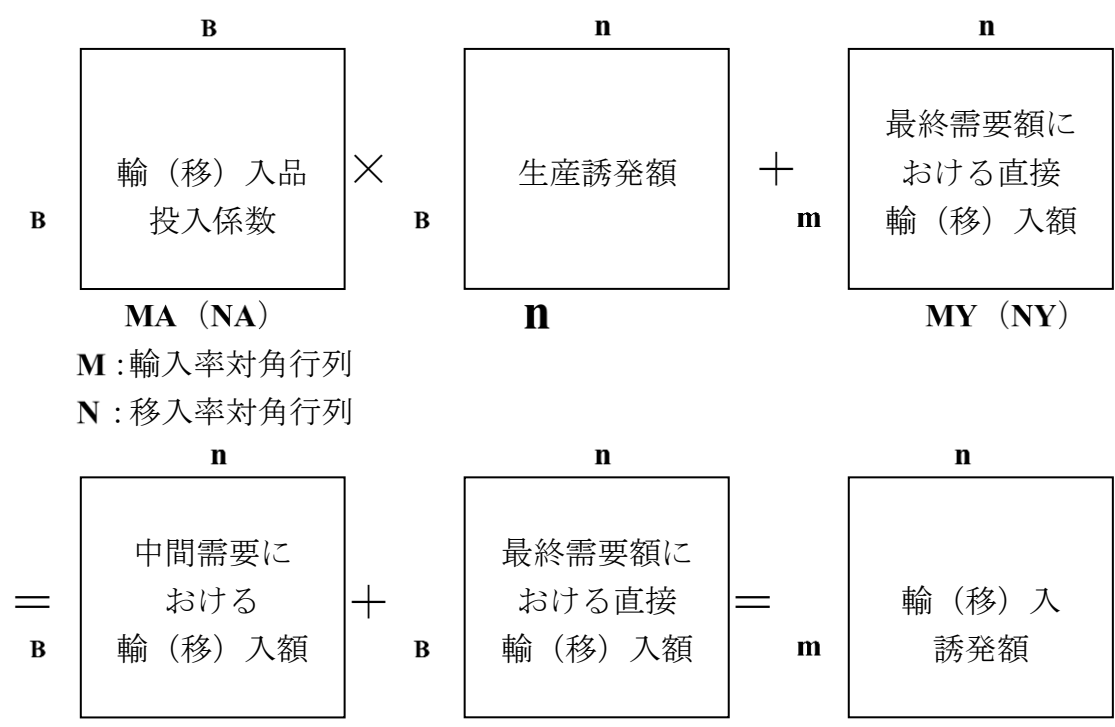 B n n
B 輸（移）入品 × B 生産誘発額 ＋ m 最終需要額に
投入係数 おける直接
輸（移）入額
MA（NA） n MY（NY）
M：輸入率対角行列
N：移入率対角行列
n n n
＝ B 中間需要に ＋ B 最終需要額に ＝ m 輸（移）入
おける おける直接 誘発額
輸（移）入額 輸（移）入額